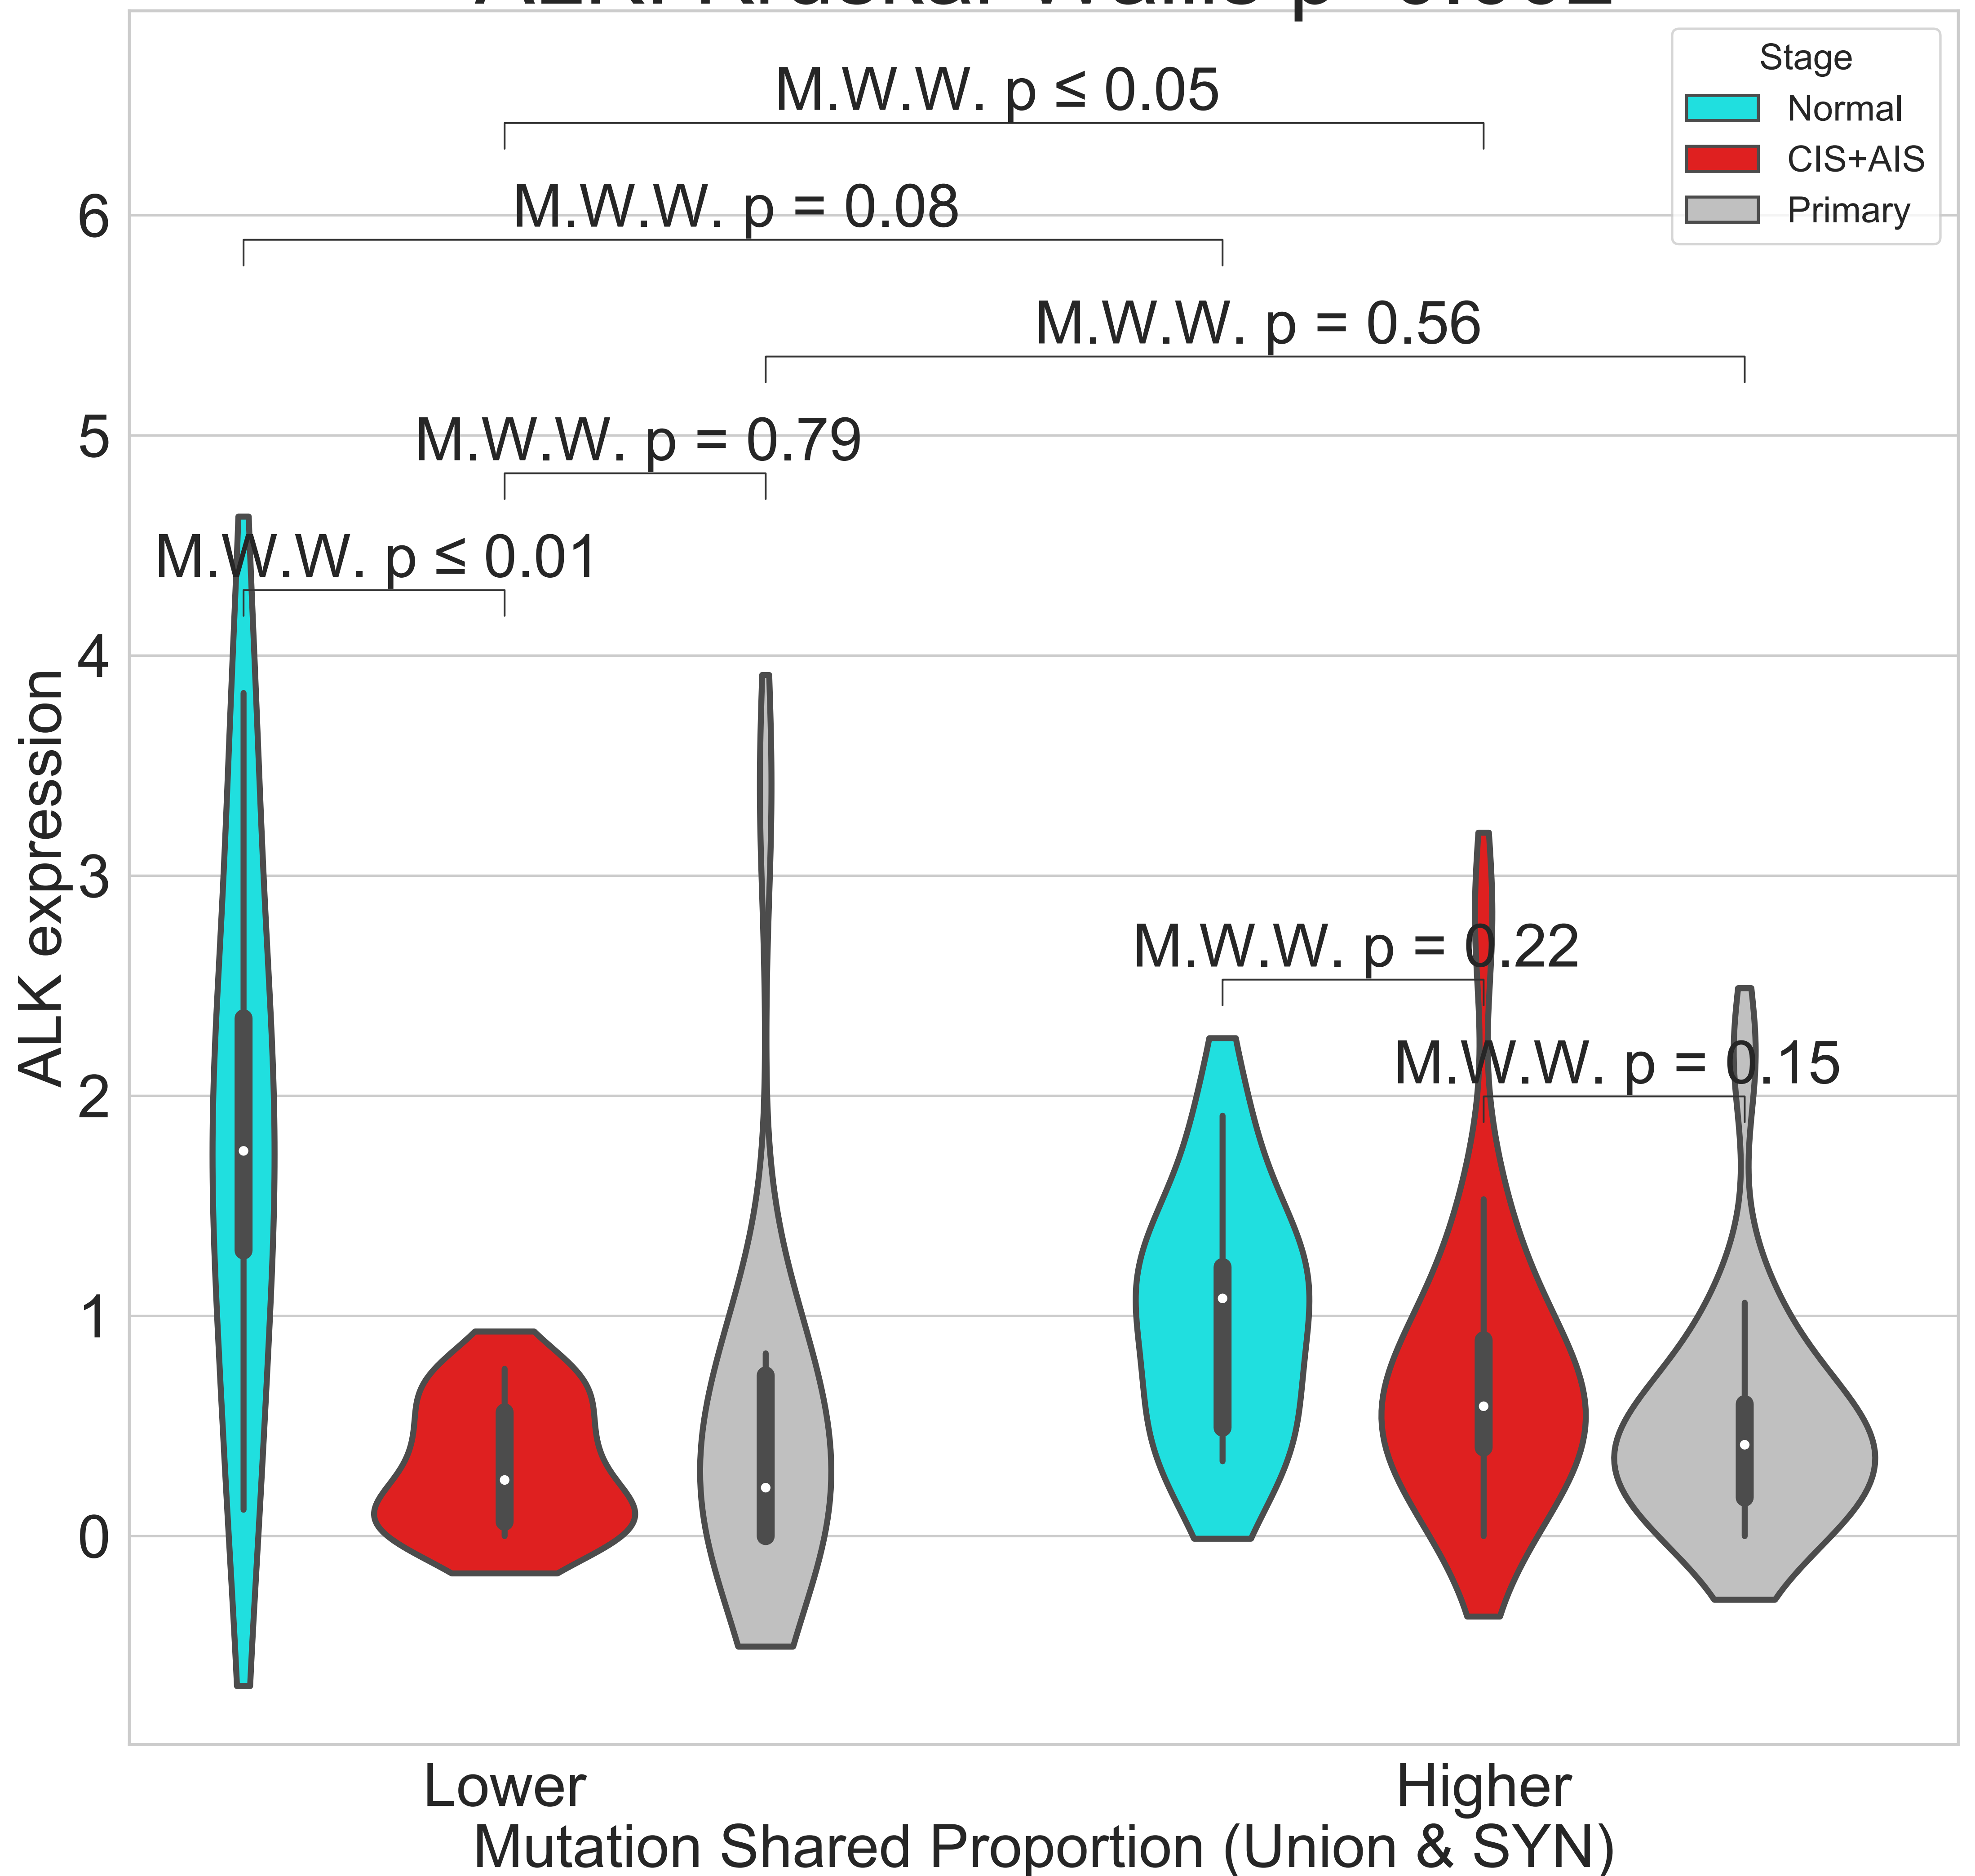 M.W.W. p ≤ 0.05
Stage
Normal
CIS+AIS
Primary
M.W.W. p = 0.08
M.W.W. p = 0.56
M.W.W. p = 0.79
M.W.W. p ≤ 0.01
M.W.W. p = 0.22
M.W.W. p = 0.15
6
5
4
3
2
1
0
ALK expression
Lower
Higher
Mutation Shared Proportion (Union & SYN)